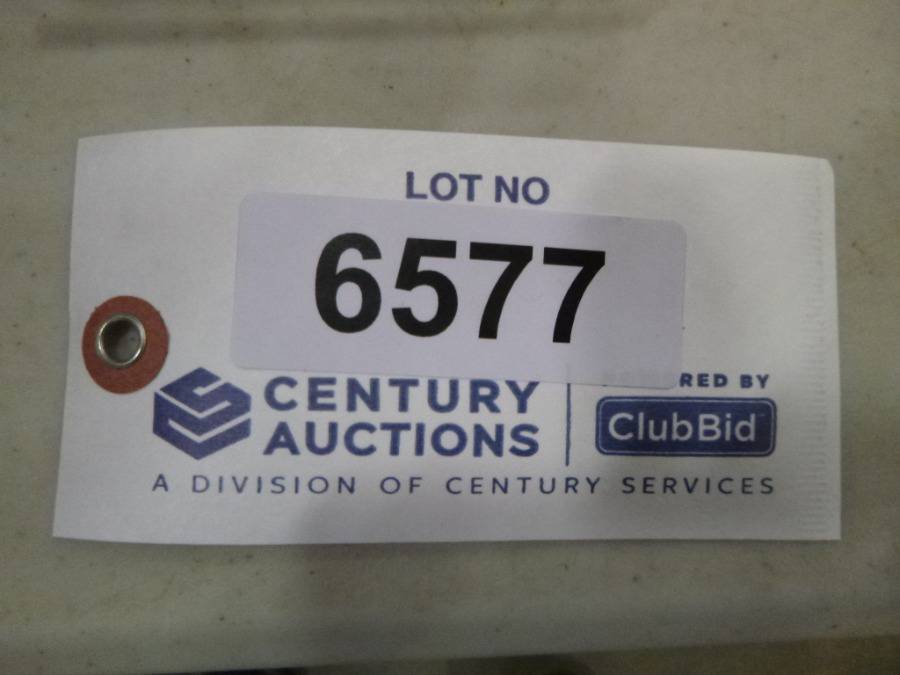 LOT NO
6577
CENTURY
AUCTIONS
RED BY
ClubBid
A DIVISION OF CENTURY SERVICES